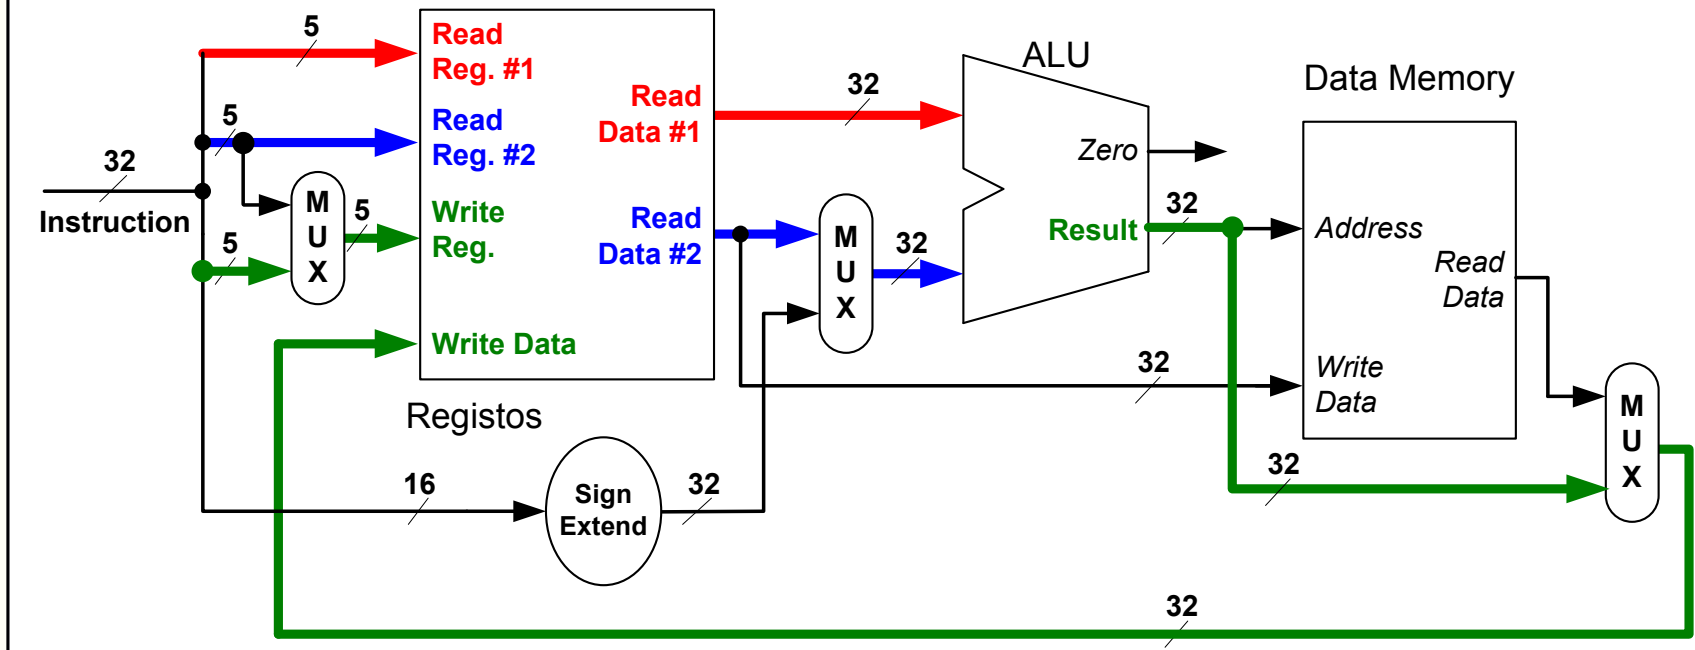 5
Read
Reg. #1
5
Read
Reg. #2
32
Instruction
M
U
X
5
5
Write
Reg.
Write Data
Read
Data #1
Read
Data #2
Registos
32
M
U
X
32
ALU
Zero
Result
32
Data Memory
Address
Read
Data
Write
Data
32
32
M
U
X
16
Sign
Extend
32
32